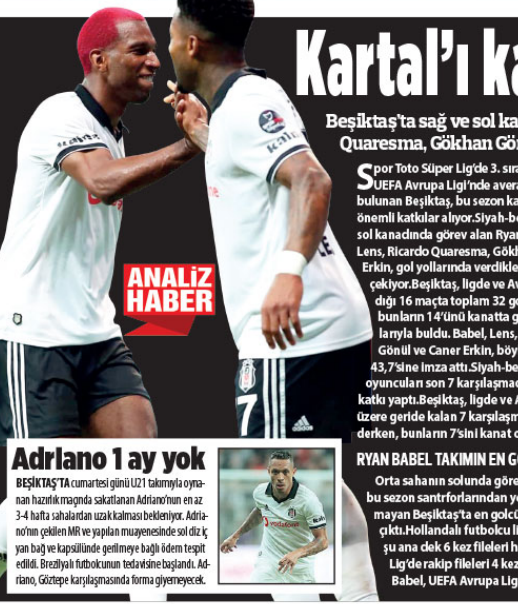 Kartal'ı ka
Beşiktaş'ta sağ ve sol ka
Quaresma, Gökhan Gön
Spor Toto Süper Lig'de 3. sıra
UEFA Avrupa Ligi'nde avera
bulunan Beşiktaş, bu sezon ka
önemli katkılar alıyor.Siyah-be
sol kanadında görev alan Ryan
Lens, Ricardo Quaresma, Gökh
Erkin, gol yollarında verdikle
çekiyor.Beşiktaş, ligde ve Av
dığı 16 maçta toplam 32 go
bunların 14'ünü kanatta g
larıyla buldu. Babel, Lens,
Gönül ve Caner Erkin, böy
43,7'sine imza attı.Siyah-be
oyuncuları son 7 karşılaşmad
katkı yaptı.Beşiktaş, ligde ve A
üzere geride kalan 7 karşılaşm
derken, bunların 7'sini kanat o
RYAN BABEL TAKIMIN EN GO
Orta sahanın solunda göre
bu sezon santrforlarından ye
mayan Beşiktaş'ta en golcü
çıktı.Hollandalı futbolcu li
şu ana dek 6 kez fileleri h
Lig'de rakip fileleri 4 kez
Babel, UEFA Avrupa Lig
ANALİZ
HABER
7
Adriano 1 ay yok
BEŞİKTAŞ'TA cumartesi günü U21 takımıyla oyna-
nan hazırlık maçında sakatlanan Adriano'nun en az
3-4 hafta sahalardan uzak kalması bekleniyor. Adria-
no'nun çekilen MR ve yapılan muayenesinde sol diz iç
yan bağ ve kapsülünde gerilmeye bağlı ödem tespit
edildi. Brezilyalı futbolcunun tedavisine başlandı. Ad-
riano, Göztepe karşılaşmasında forma giyemeyecek.
vodafone